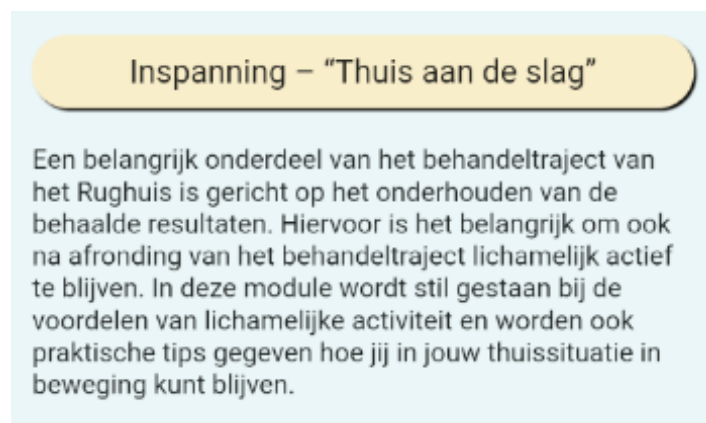 Inspanning – “Thuis aan de slag”
Een belangrijk onderdeel van het behandeltraject van
het Rughuis is gericht op het onderhouden van de
behaalde resultaten. Hiervoor is het belangrijk om ook
na afronding van het behandeltraject lichamelijk actief
te blijven. In deze module wordt stil gestaan bij de
voordelen van lichamelijke activiteit en worden ook
praktische tips gegeven hoe jij in jouw thuissituatie in
beweging kunt blijven.